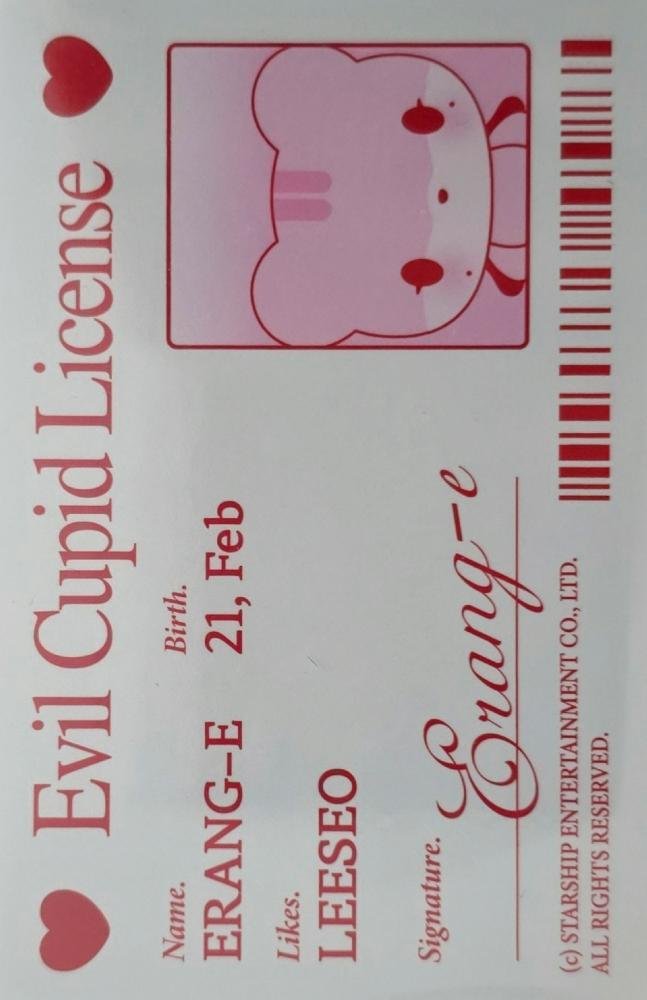 Evil Cupid License
Name.
Birth.
ERANG-E
21, Feb
Likes.
LEESEO
Signature.
Erang-e
(c) STARSHIP ENTERTAINMENT CO., LTD.
ALL RIGHTS RESERVED.